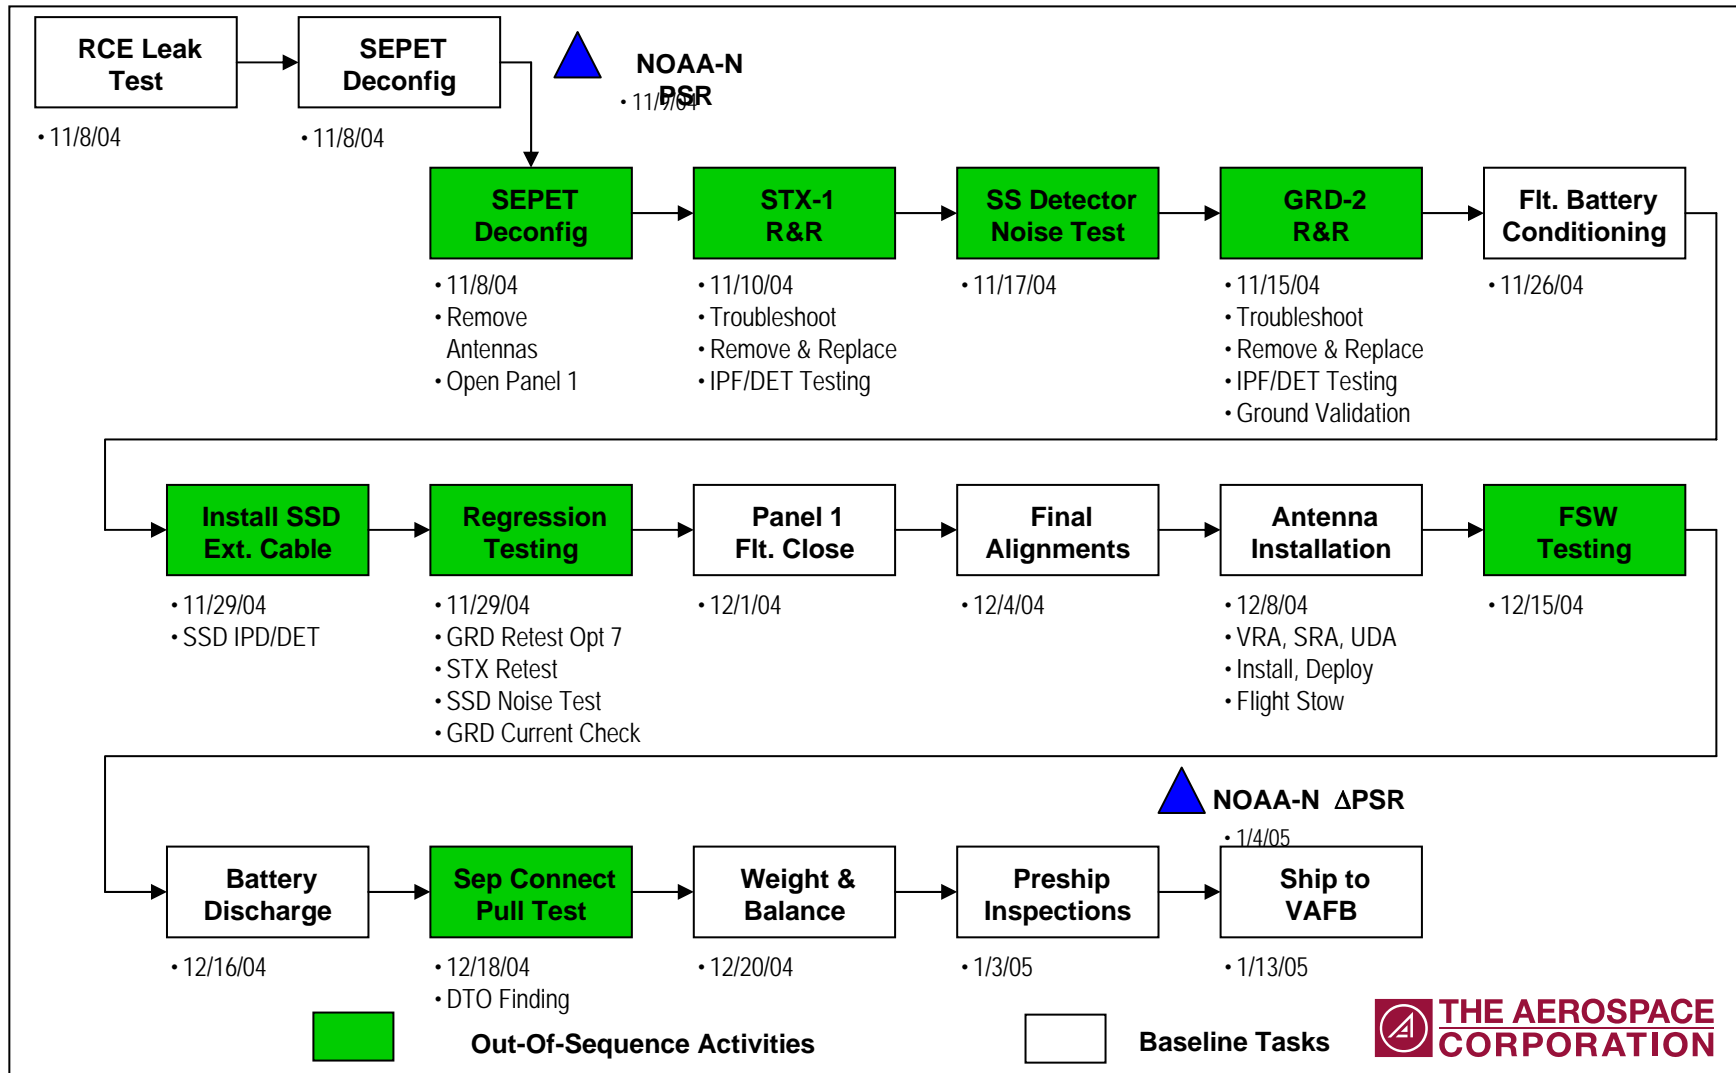 RCE Leak
Test
• 11/8/04
SEPET
Deconfig
• 11/8/04
NOAA-N
PSR
• 11/9/04
SEPET
Deconfig
• 11/8/04
• Remove
Antennas
• Open Panel 1
STX-1
R&R
• 11/10/04
• Troubleshoot
• Remove & Replace
• IPF/DET Testing
SS Detector
Noise Test
• 11/17/04
GRD-2
R&R
• 11/15/04
• Troubleshoot
• Remove & Replace
• IPF/DET Testing
• Ground Validation
Flt. Battery
Conditioning
• 11/26/04
Install SSD
Ext. Cable
• 11/29/04
• SSD IPD/DET
Regression
Testing
• 11/29/04
• GRD Retest Opt 7
• STX Retest
• SSD Noise Test
• GRD Current Check
Panel 1
Flt. Close
• 12/1/04
Final
Alignments
• 12/4/04
Antenna
Installation
• 12/8/04
• VRA, SRA, UDA
• Install, Deploy
• Flight Stow
FSW
Testing
• 12/15/04
Battery
Discharge
• 12/16/04
Sep Connect
Pull Test
• 12/18/04
• DTO Finding
Weight &
Balance
• 12/20/04
Preship
Inspections
• 1/3/05
NOAA-N ΔPSR
• 1/4/05
Ship to
VAFB
• 1/13/05
Out-Of-Sequence Activities
Baseline Tasks
THE AEROSPACE
CORPORATION